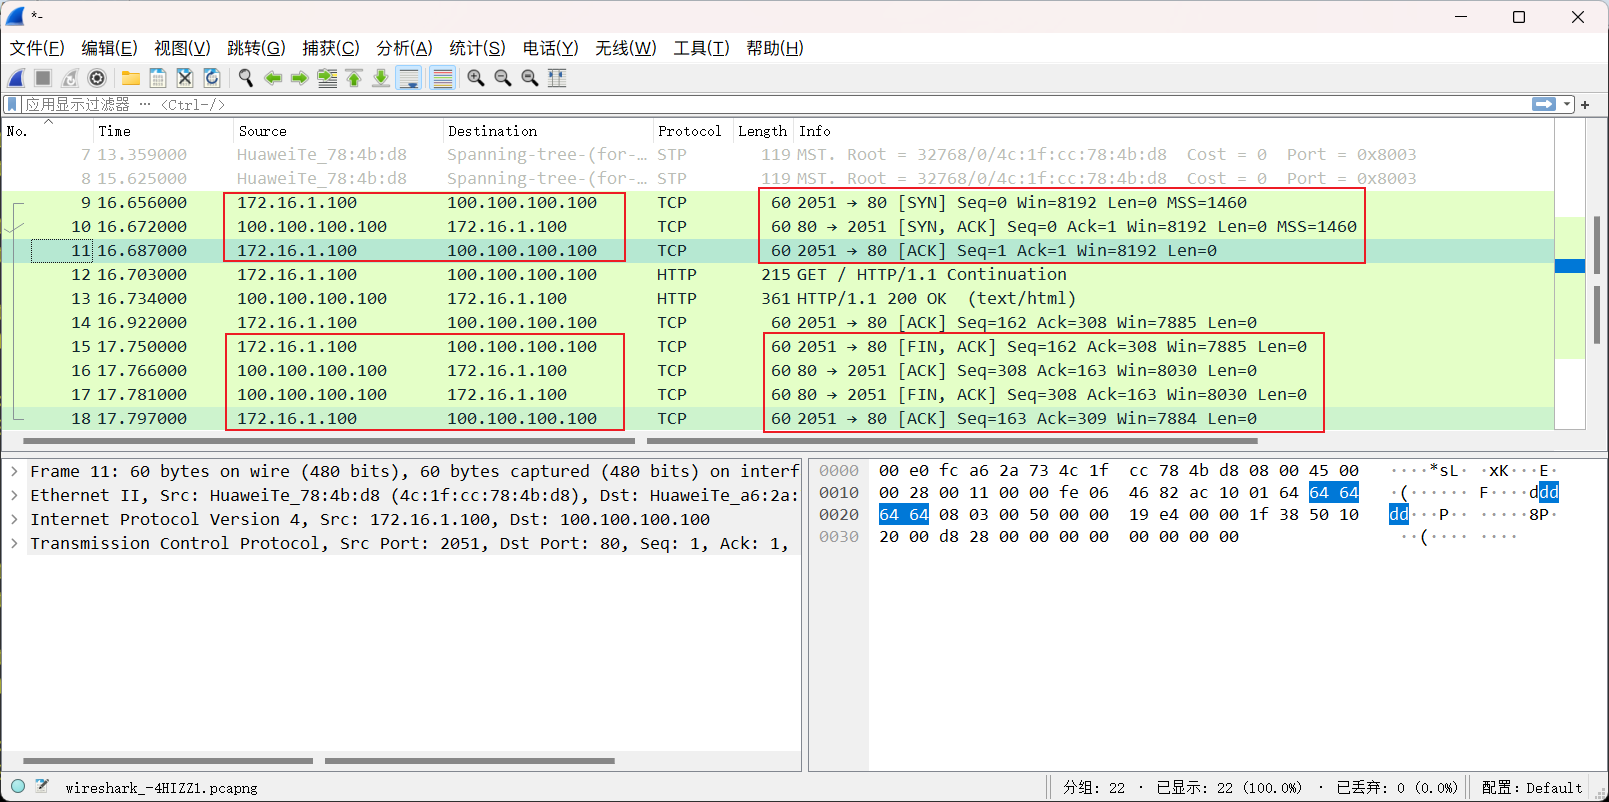 *-
文件(F) 编辑(E) 视图(V) 跳转(G) 捕获(C) 分析(A) 统计(S) 电话(Y) 无线(W) 工具(T) 帮助(H)
应用显示过滤器 … <Ctrl-/>
No. Time Source Destination Protocol Length Info
7 13.359000 HuaweiTe_78:4b:d8 Spanning-tree-(for-… STP 119 MST. Root = 32768/0/4c:1f:cc:78:4b:d8 Cost = 0 Port = 0x8003
8 15.625000 HuaweiTe_78:4b:d8 Spanning-tree-(for-… STP 119 MST. Root = 32768/0/4c:1f:cc:78:4b:d8 Cost = 0 Port = 0x8003
9 16.656000 172.16.1.100 100.100.100.100 TCP 60 2051 → 80 [SYN] Seq=0 Win=8192 Len=0 MSS=1460
10 16.672000 100.100.100.100 172.16.1.100 TCP 60 80 → 2051 [SYN, ACK] Seq=0 Ack=1 Win=8192 Len=0 MSS=1460
11 16.687000 172.16.1.100 100.100.100.100 TCP 60 2051 → 80 [ACK] Seq=1 Ack=1 Win=8192 Len=0
12 16.703000 172.16.1.100 100.100.100.100 HTTP 215 GET / HTTP/1.1 Continuation
13 16.734000 100.100.100.100 172.16.1.100 HTTP 361 HTTP/1.1 200 OK (text/html)
14 16.922000 172.16.1.100 100.100.100.100 TCP 60 2051 → 80 [ACK] Seq=162 Ack=308 Win=7885 Len=0
15 17.750000 172.16.1.100 100.100.100.100 TCP 60 2051 → 80 [FIN, ACK] Seq=162 Ack=308 Win=7885 Len=0
16 17.766000 100.100.100.100 172.16.1.100 TCP 60 80 → 2051 [ACK] Seq=308 Ack=163 Win=8030 Len=0
17 17.781000 100.100.100.100 172.16.1.100 TCP 60 80 → 2051 [FIN, ACK] Seq=308 Ack=163 Win=8030 Len=0
18 17.797000 172.16.1.100 100.100.100.100 TCP 60 2051 → 80 [ACK] Seq=163 Ack=309 Win=7884 Len=0
Frame 11: 60 bytes on wire (480 bits), 60 bytes captured (480 bits) on interf
Ethernet II, Src: HuaweiTe_78:4b:d8 (4c:1f:cc:78:4b:d8), Dst: HuaweiTe_a6:2a:
Internet Protocol Version 4, Src: 172.16.1.100, Dst: 100.100.100.100
Transmission Control Protocol, Src Port: 2051, Dst Port: 80, Seq: 1, Ack: 1,
0000 00 e0 fc a6 2a 73 4c 1f cc 78 4b d8 08 00 45 00 ····*sL· ·xK···E·
0010 00 28 00 11 00 00 fe 06 46 82 ac 10 01 64 64 64 ·(······ F····ddd
0020 64 64 08 03 00 50 00 00 19 e4 00 00 1f 38 50 10 dd···P·· ·····8P·
0030 20 00 d8 28 00 00 00 00 00 00 00 00 ··(···· ····
wireshark_-4HIZZ1.pcapng
分组: 22 · 已显示: 22 (100.0%) · 已丢弃: 0 (0.0%)
配置: Default